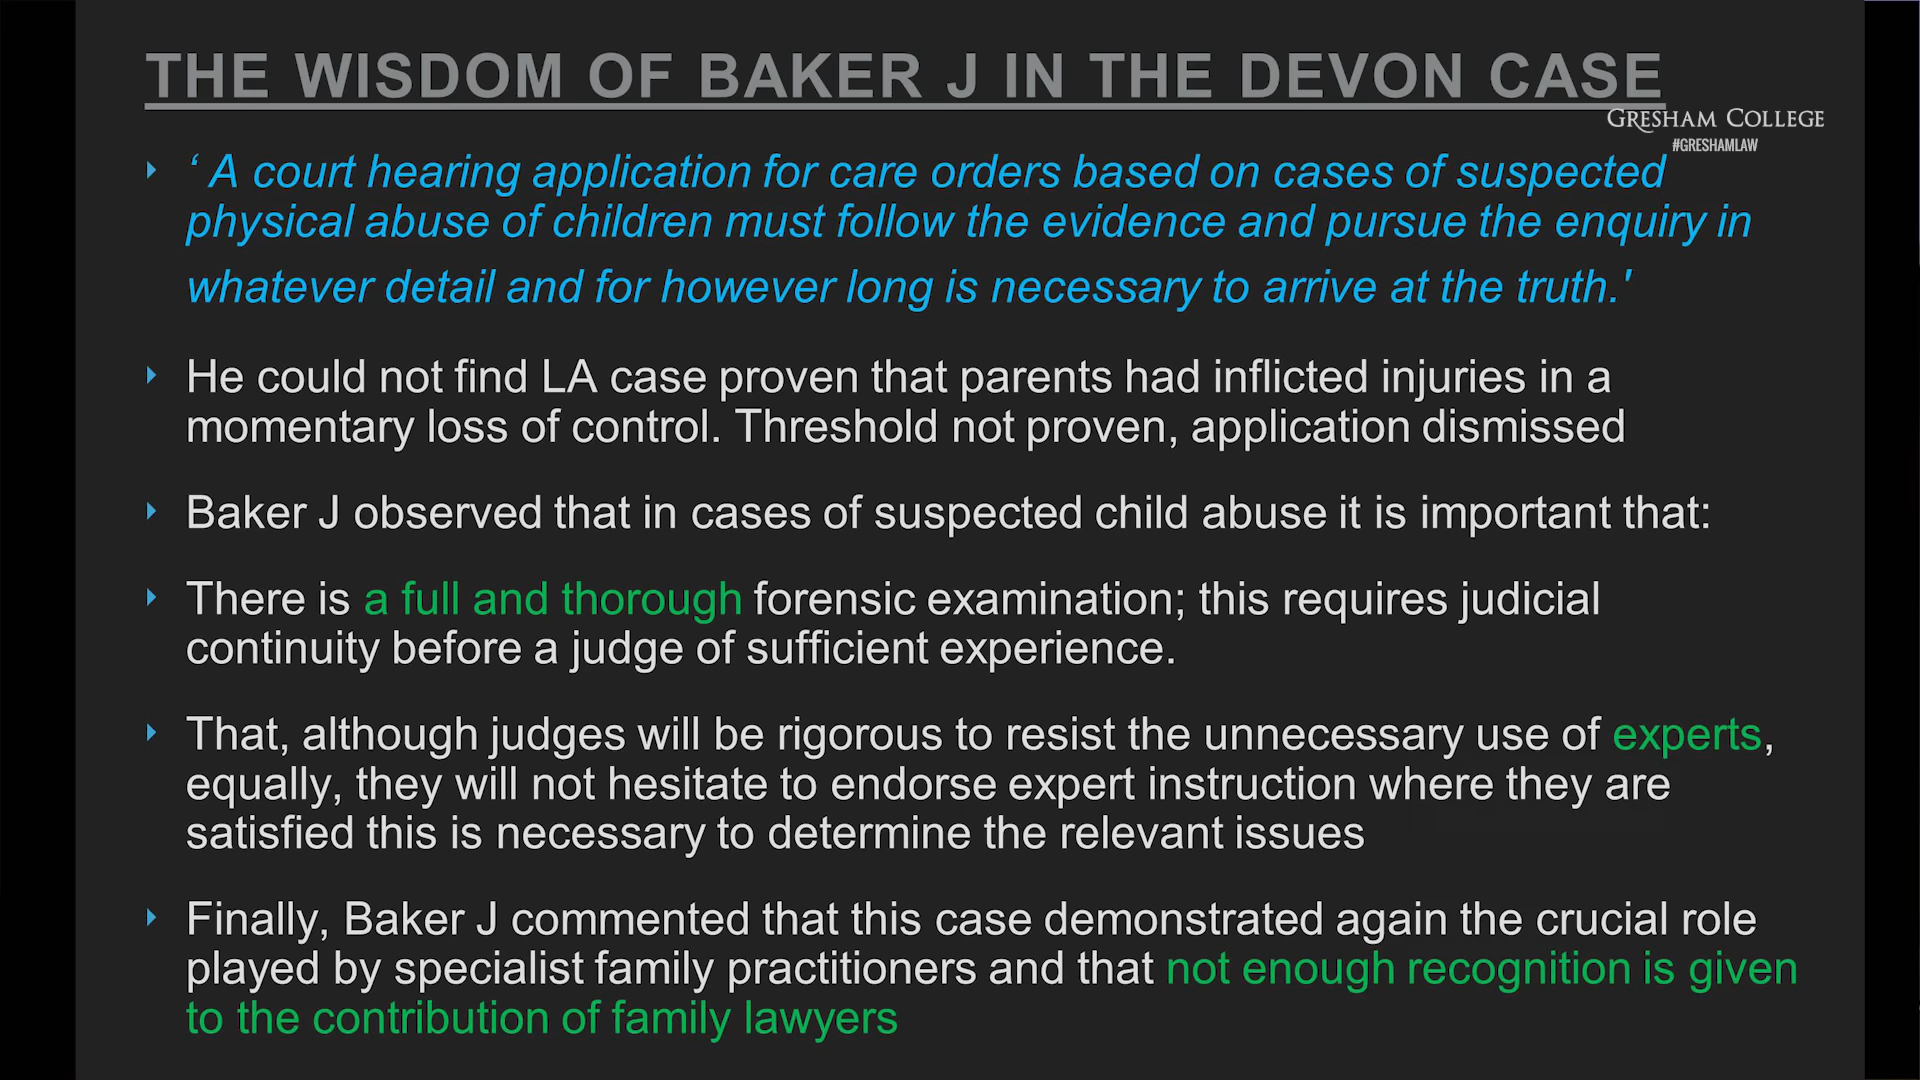 THE WISDOM OF BAKER J IN THE DEVON CASE
GRESHAM COLLEGE
#GRESHAMLAW
‘ A court hearing application for care orders based on cases of suspected
physical abuse of children must follow the evidence and pursue the enquiry in
whatever detail and for however long is necessary to arrive at the truth.'
He could not find LA case proven that parents had inflicted injuries in a
momentary loss of control. Threshold not proven, application dismissed
Baker J observed that in cases of suspected child abuse it is important that:
There is a full and thorough forensic examination; this requires judicial
continuity before a judge of sufficient experience.
That, although judges will be rigorous to resist the unnecessary use of experts,
equally, they will not hesitate to endorse expert instruction where they are
satisfied this is necessary to determine the relevant issues
Finally, Baker J commented that this case demonstrated again the crucial role
played by specialist family practitioners and that not enough recognition is given
to the contribution of family lawyers